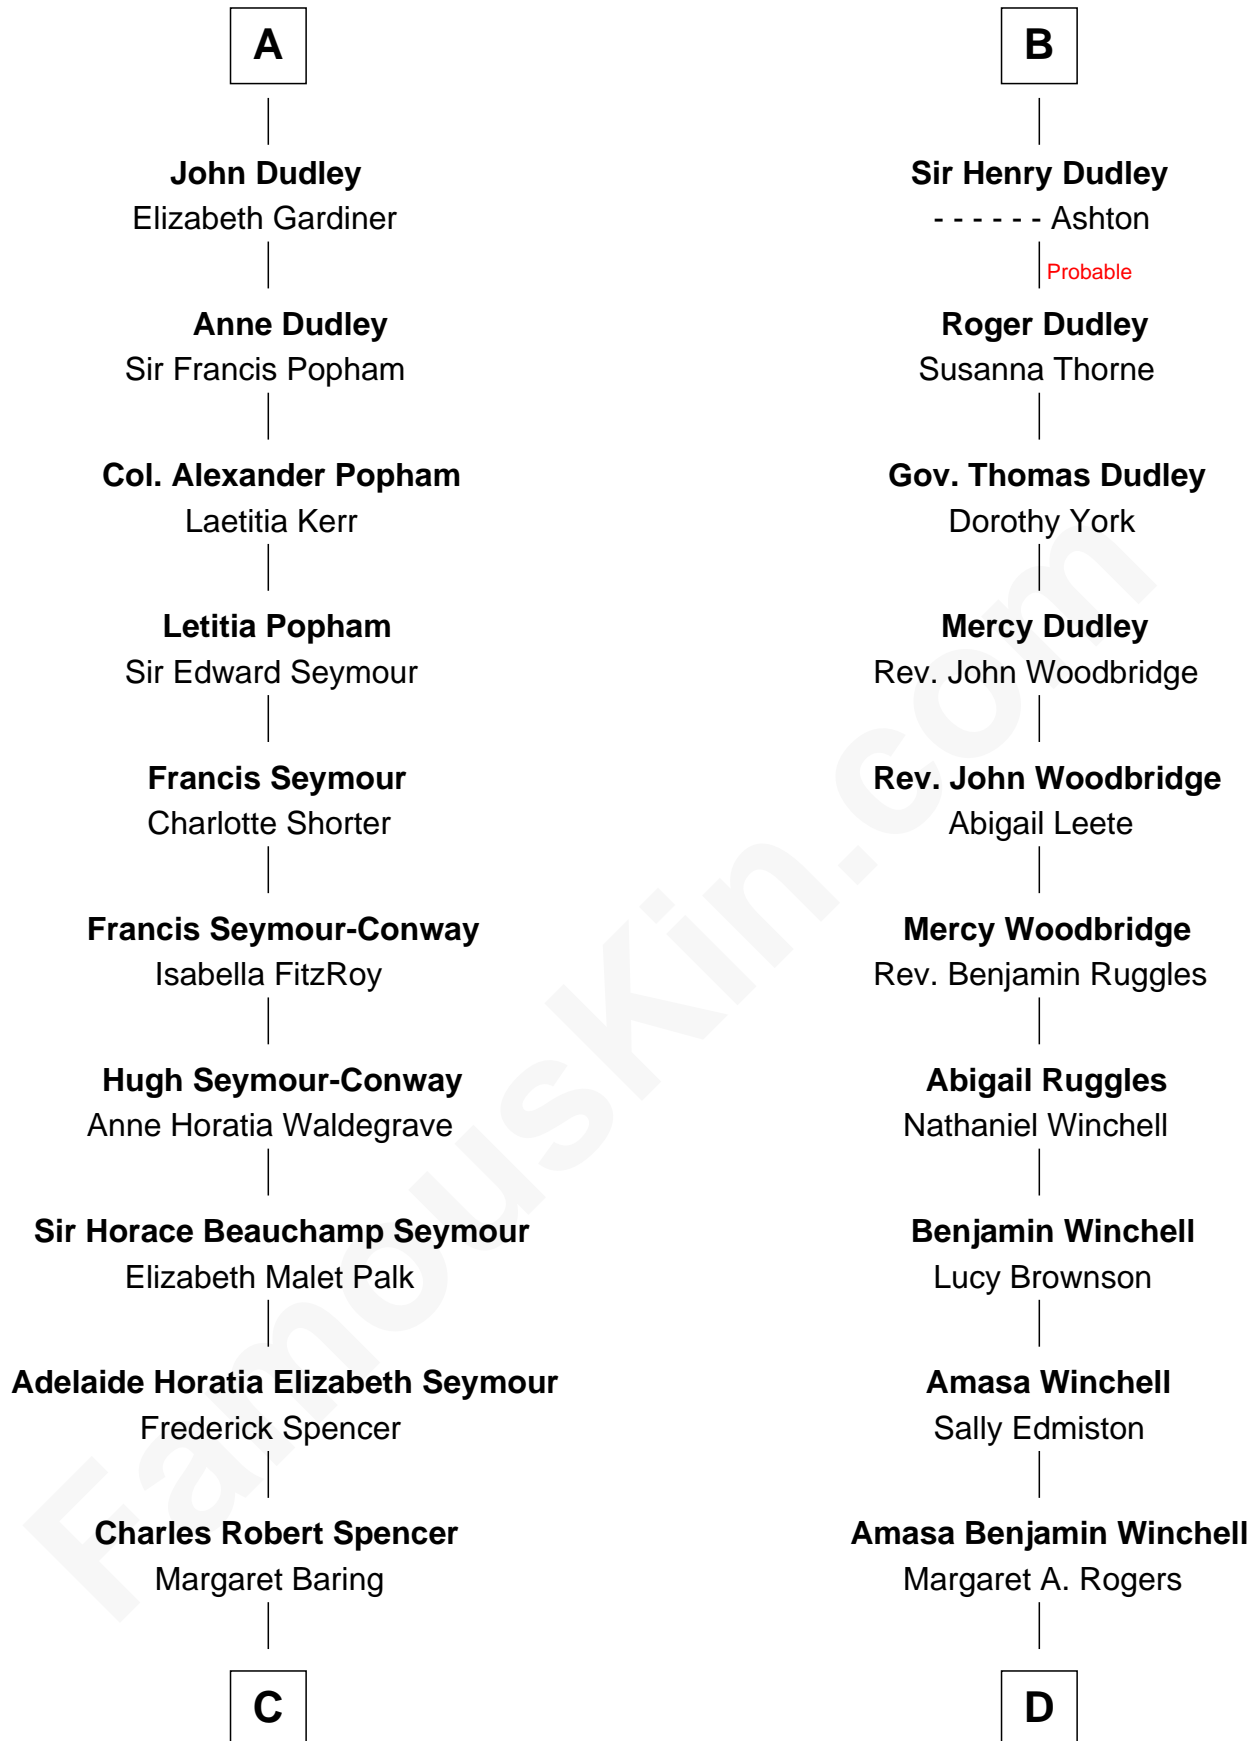 A
John Dudley
Elizabeth Gardiner
Anne Dudley
Sir Francis Popham
Col. Alexander Popham
Laetitia Kerr
Letitia Popham
Sir Edward Seymour
Francis Seymour
Charlotte Shorter
Francis Seymour-Conway
Isabella FitzRoy
Hugh Seymour-Conway
Anne Horatia Waldegrave
Sir Horace Beauchamp Seymour
Elizabeth Malet Palk
Adelaide Horatia Elizabeth Seymour
Frederick Spencer
Charles Robert Spencer
Margaret Baring
C
B
Sir Henry Dudley
- - - - - - Ashton
Probable
Roger Dudley
Susanna Thorne
Gov. Thomas Dudley
Dorothy York
Mercy Dudley
Rev. John Woodbridge
Rev. John Woodbridge
Abigail Leete
Mercy Woodbridge
Rev. Benjamin Ruggles
Abigail Ruggles
Nathaniel Winchell
Benjamin Winchell
Lucy Brownson
Amasa Winchell
Sally Edmiston
Amasa Benjamin Winchell
Margaret A. Rogers
D
FamousKin.com